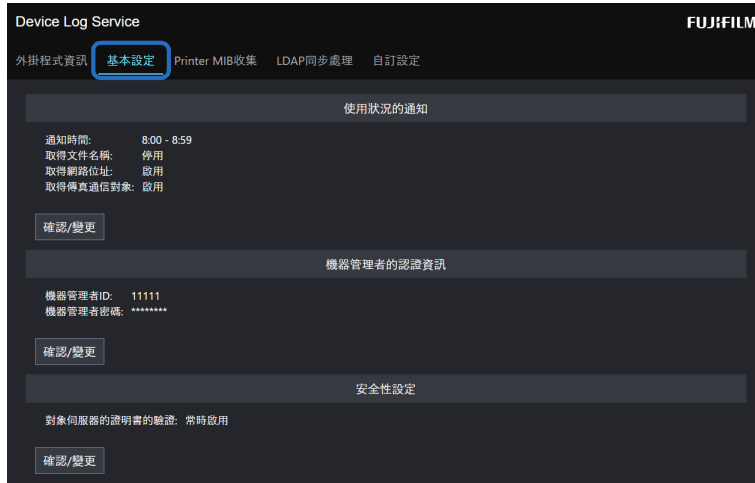 Device Log Service
FUJIFILM
外掛程式資訊 基本設定 Printer MIB收集 LDAP同步處理 自訂設定
使用狀況的通知
通知時間: 8:00 - 8:59
取得文件名稱: 停用
取得網路位址: 啟用
取得傳真通信對象: 啟用
確認/變更
機器管理者的認證資訊
機器管理者ID: 11111
機器管理者密碼: ********
確認/變更
安全性設定
對象伺服器的證明書的驗證: 常時啟用
確認/變更